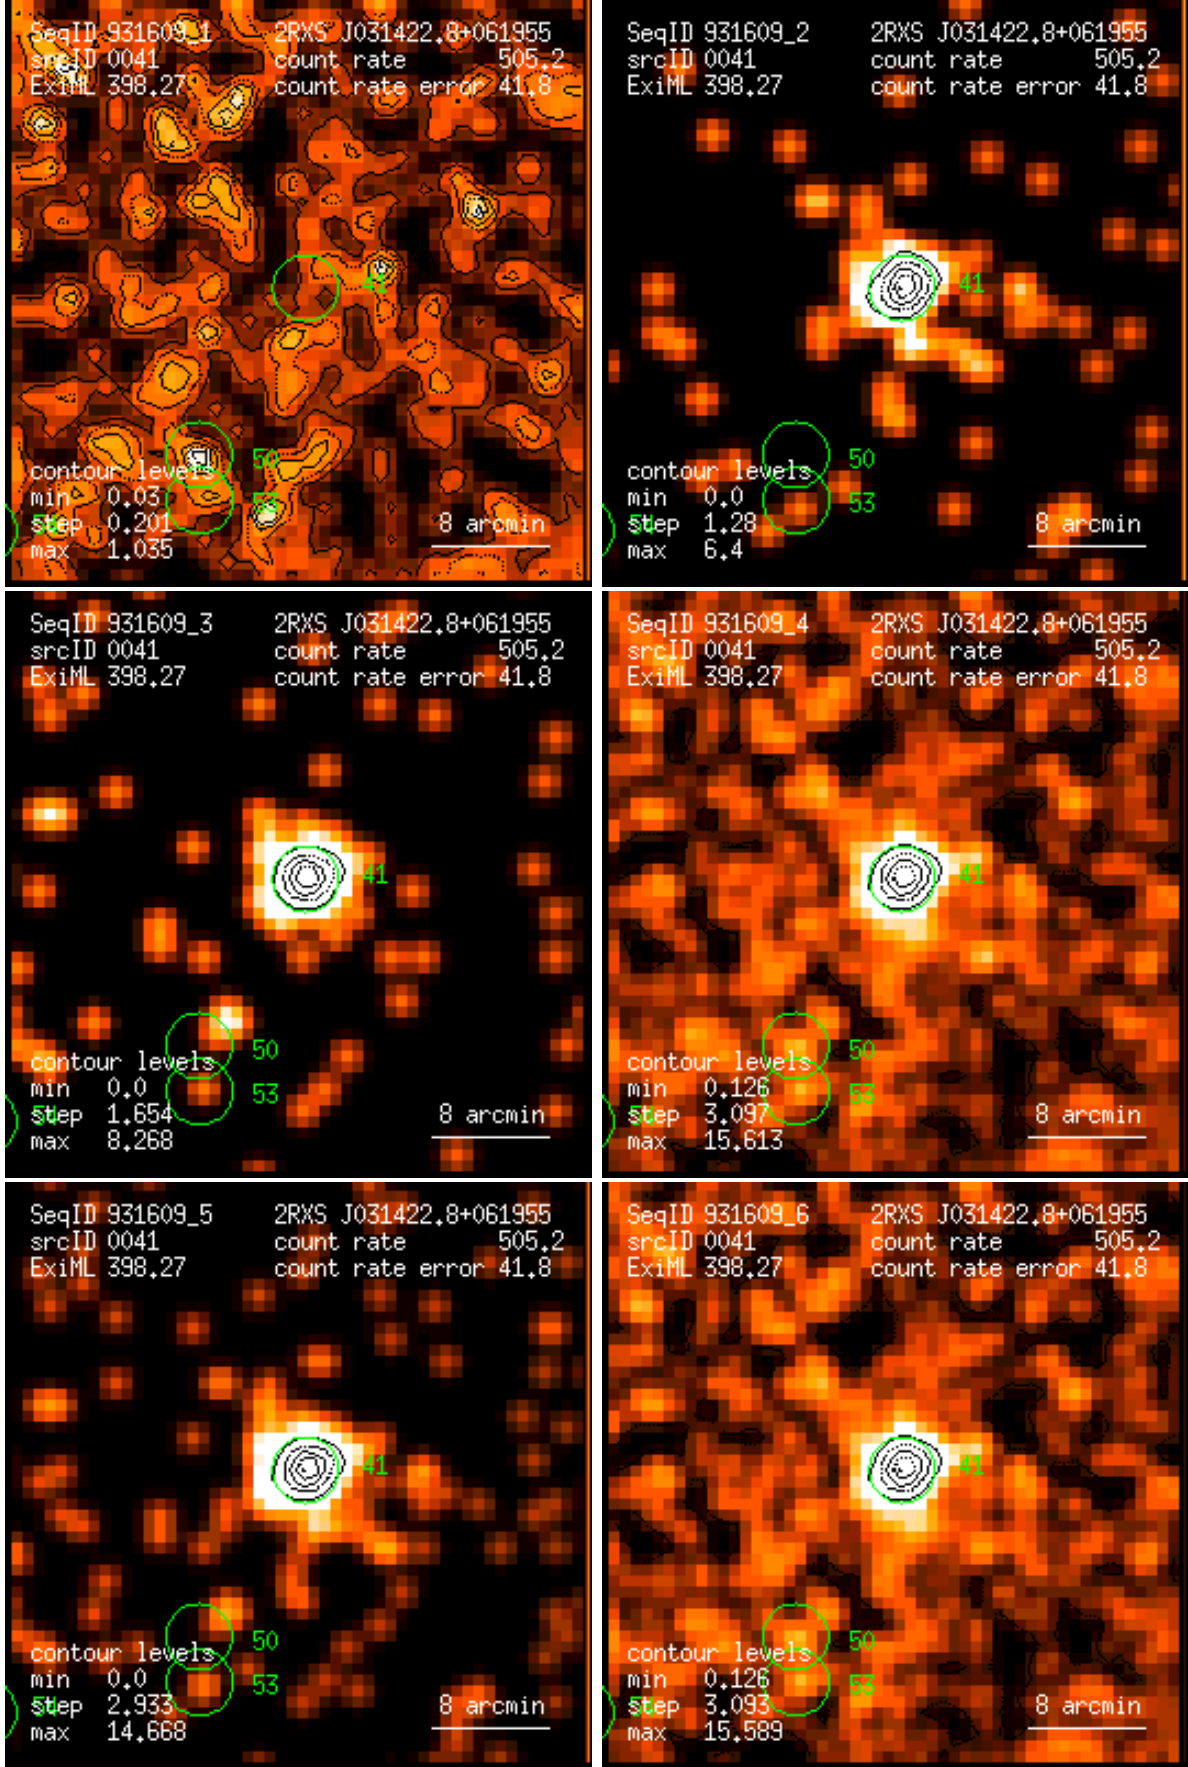 SeqID 931609_1 2RXS J031422.8+061955
srcID 0041 count rate 505.2
ExiML 398.27 count rate error 41.8
41
50
contour levels
min 0.03
53
step 0.201
8 arcmin
max 1.035
SeqID 931609_2 2RXS J031422.8+061955
srcID 0041 count rate 505.2
ExiML 398.27 count rate error 41.8
41
50
contour levels
min 0.0
53
step 1.28
8 arcmin
max 6.4
SeqID 931609_3 2RXS J031422.8+061955
srcID 0041 count rate 505.2
ExiML 398.27 count rate error 41.8
41
50
contour levels
min 0.0
53
step 1.654
8 arcmin
max 8.268
SeqID 931609_4 2RXS J031422.8+061955
srcID 0041 count rate 505.2
ExiML 398.27 count rate error 41.8
41
50
contour levels
min 0.126
53
step 3.097
8 arcmin
max 15.613
SeqID 931609_5 2RXS J031422.8+061955
srcID 0041 count rate 505.2
ExiML 398.27 count rate error 41.8
41
50
contour levels
min 0.0
53
step 2.933
8 arcmin
max 14.668
SeqID 931609_6 2RXS J031422.8+061955
srcID 0041 count rate 505.2
ExiML 398.27 count rate error 41.8
41
50
contour levels
min 0.126
53
step 3.093
8 arcmin
max 15.589